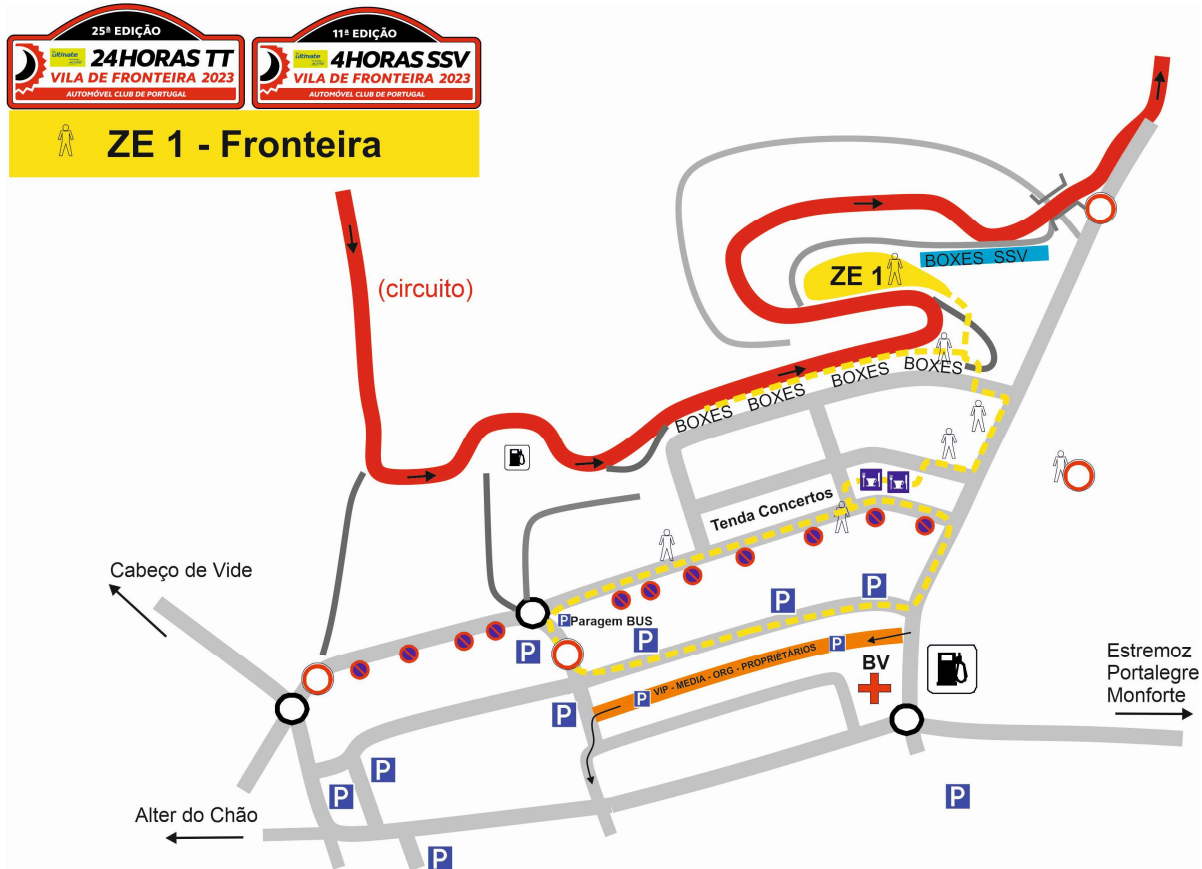 25ª EDIÇÃO
ultimate
24HORAS TT
VILA DE FRONTEIRA 2023
AUTOMÓVEL CLUB DE PORTUGAL
11ª EDIÇÃO
ultimate
4HORAS SSV
VILA DE FRONTEIRA 2023
AUTOMÓVEL CLUB DE PORTUGAL
ZE 1 - Fronteira
(circuito)
BOXES SSV
ZE 1
BOXES BOXES BOXES BOXES
Tenda Concertos
Cabeço de Vide
P Paragem BUS
P
P
P
P
VIP - MEDIA - ORG - PROPRIETÁRIOS
P
P
BV
Estremoz
Portalegre
Monforte
P
P
P
P
P
Alter do Chão